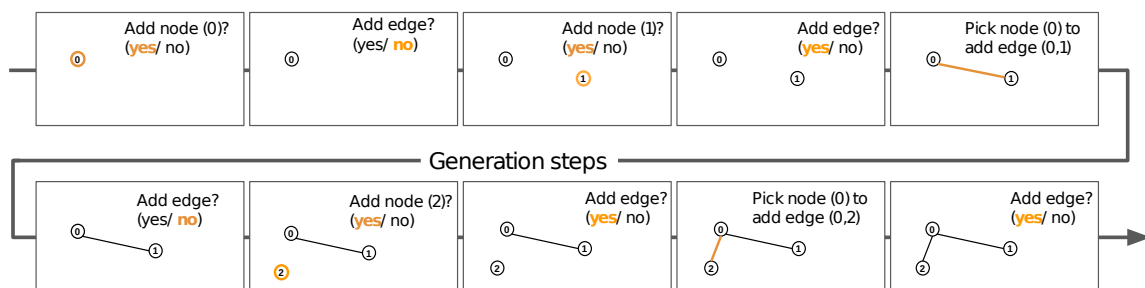 Add node (0)?
(yes/ no)
0
Add edge?
(yes/ no)
0
Add node (1)?
(yes/ no)
0
1
Add edge?
(yes/ no)
0
1
Pick node (0) to
add edge (0,1)
0
1
Generation steps
Add edge?
(yes/ no)
0
1
Add node (2)?
(yes/ no)
0
1
2
Add edge?
(yes/ no)
0
1
2
Pick node (0) to
add edge (0,2)
0
1
2
Add edge?
(yes/ no)
0
1
2